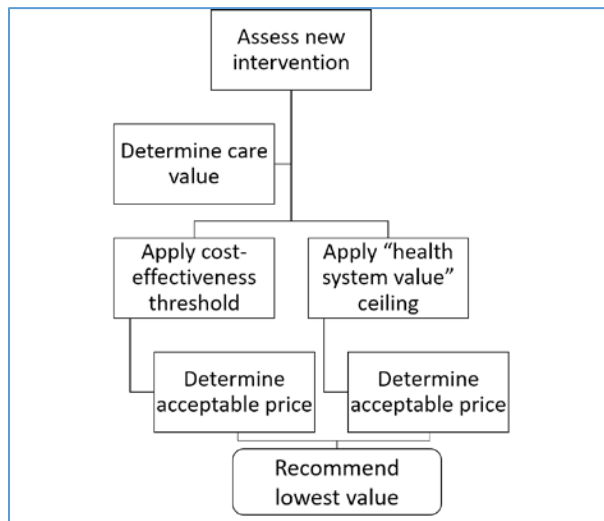 Assess new
intervention
Determine care
value
Apply cost-
effectiveness
threshold
Apply “health
system value”
ceiling
Determine
acceptable price
Determine
acceptable price
Recommend
lowest value